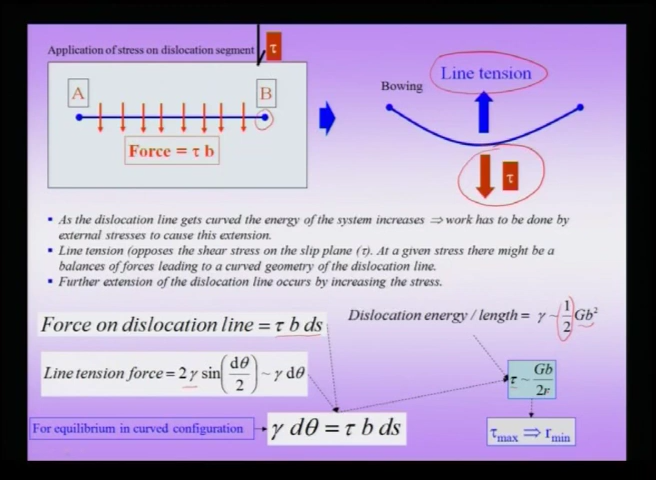 Application of stress on dislocation segment
τ
A
B
Force = τ b
Bowing
Line tension
τ
As the dislocation line gets curved the energy of the system increases ⇒ work has to be done by
external stresses to cause this extension.
Line tension (opposes the shear stress on the slip plane (τ). At a given stress there might be a
balances of forces leading to a curved geometry of the dislocation line.
Further extension of the dislocation line occurs by increasing the stress.
Force on dislocation line = τ b ds
Dislocation energy / length = γ ~ 1/2 Gb²
Line tension force = 2 γ sin(dθ/2) ~ γ dθ
τ ~ Gb/2r
For equilibrium in curved configuration
γ dθ = τ b ds
τmax ⇒ rmin